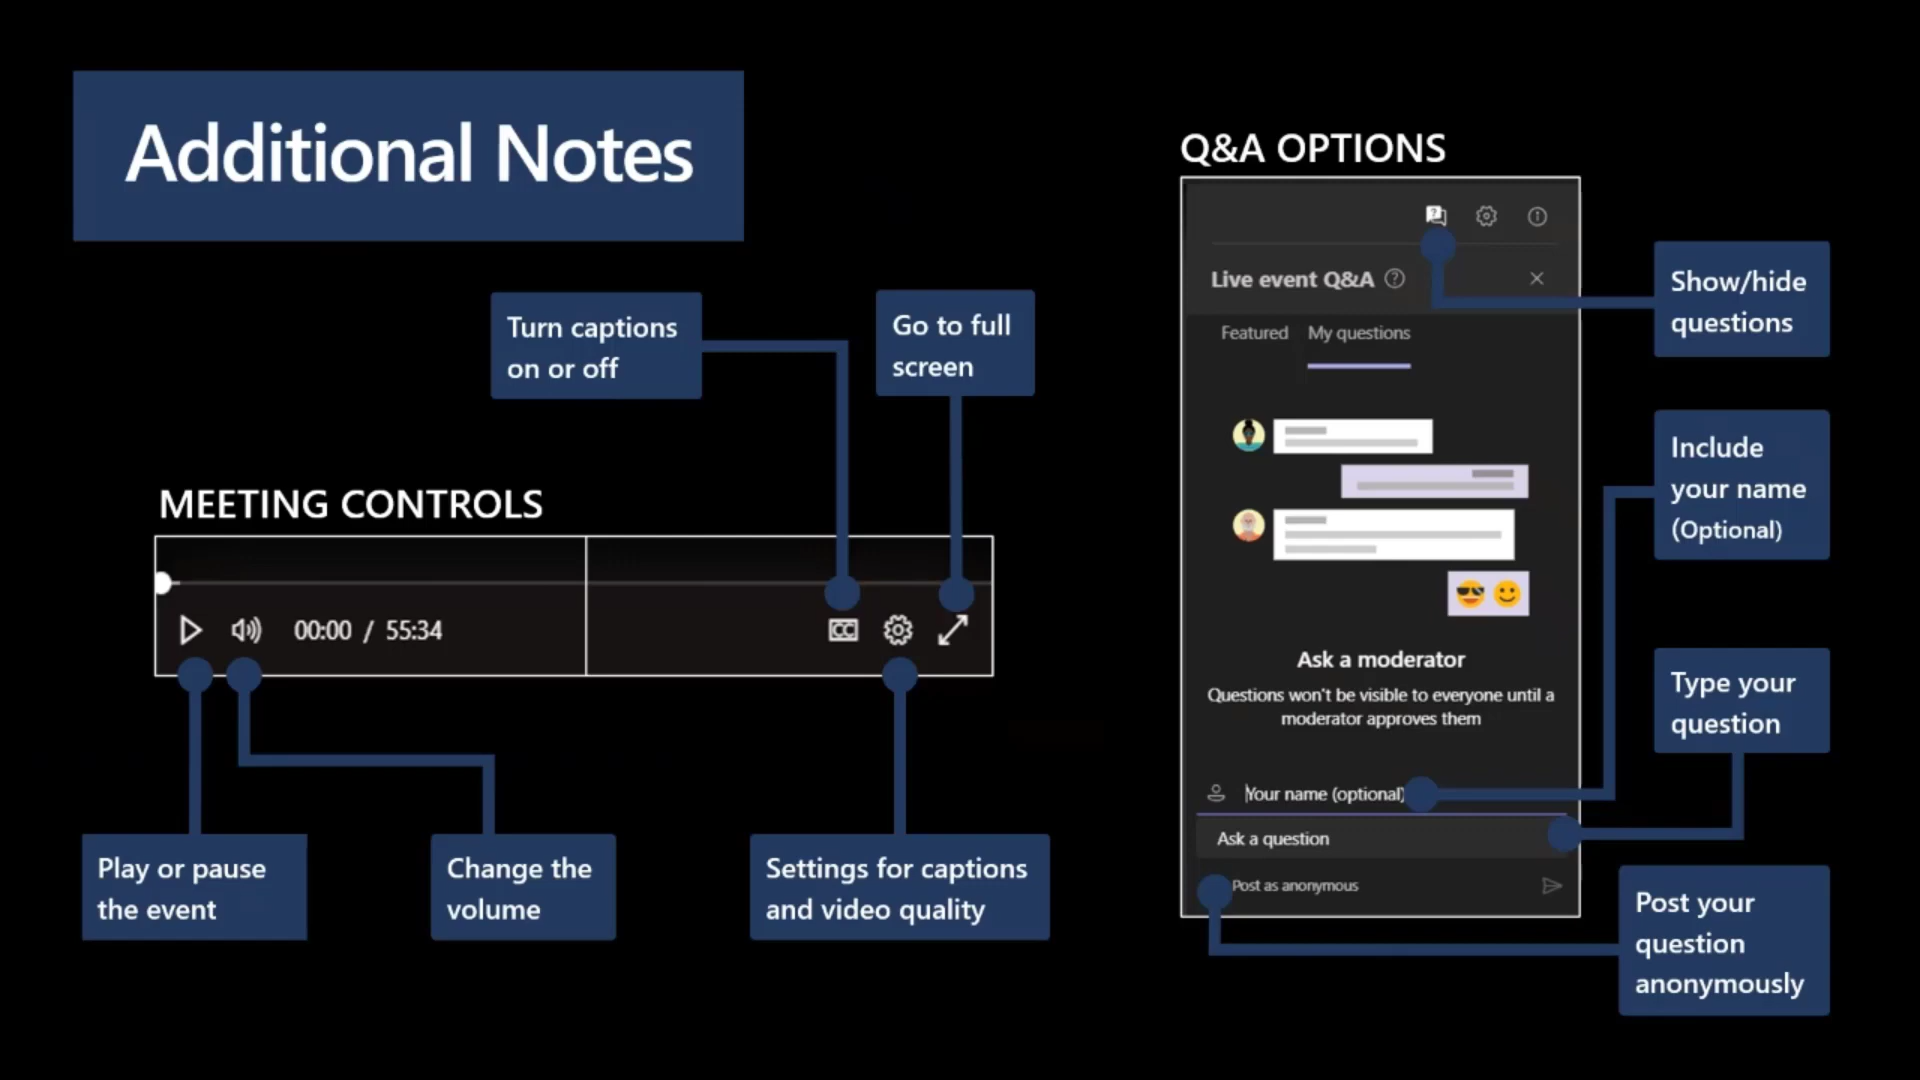 Additional Notes
Turn captions
on or off
Go to full
screen
MEETING CONTROLS
00:00 / 55:34
CC
Play or pause
the event
Change the
volume
Settings for captions
and video quality
Q&A OPTIONS
Live event Q&A
Featured My questions
Ask a moderator
Questions won't be visible to everyone until a
moderator approves them
Your name (optional)
Ask a question
Post as anonymous
Show/hide
questions
Include
your name
(Optional)
Type your
question
Post your
question
anonymously